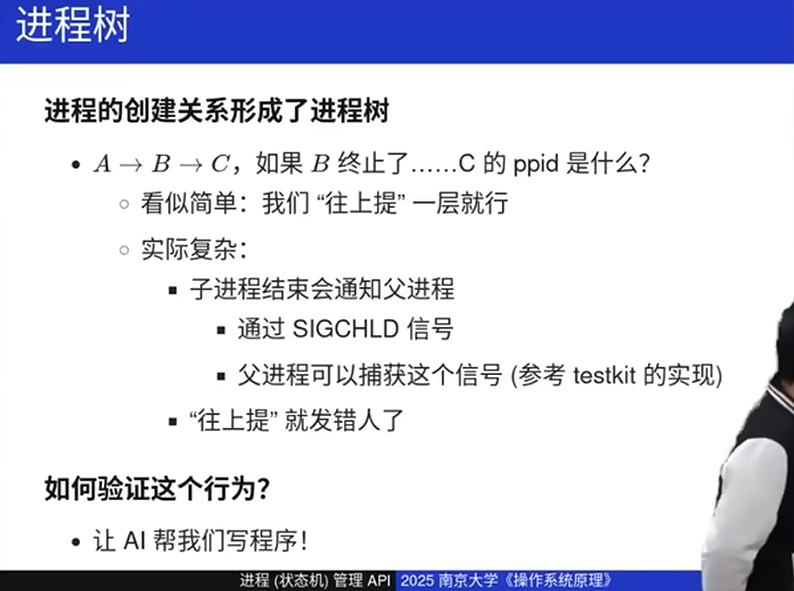 进程树
进程的创建关系形成了进程树
• A → B → C，如果 B 终止了……C 的 ppid 是什么？
○ 看似简单：我们 “往上提” 一层就行
○ 实际复杂：
▪ 子进程结束会通知父进程
▪ 通过 SIGCHLD 信号
▪ 父进程可以捕获这个信号 (参考 testkit 的实现)
▪ “往上提” 就发错人了
如何验证这个行为？
• 让 AI 帮我们写程序！
进程 (状态机) 管理 API 2025 南京大学《操作系统原理》